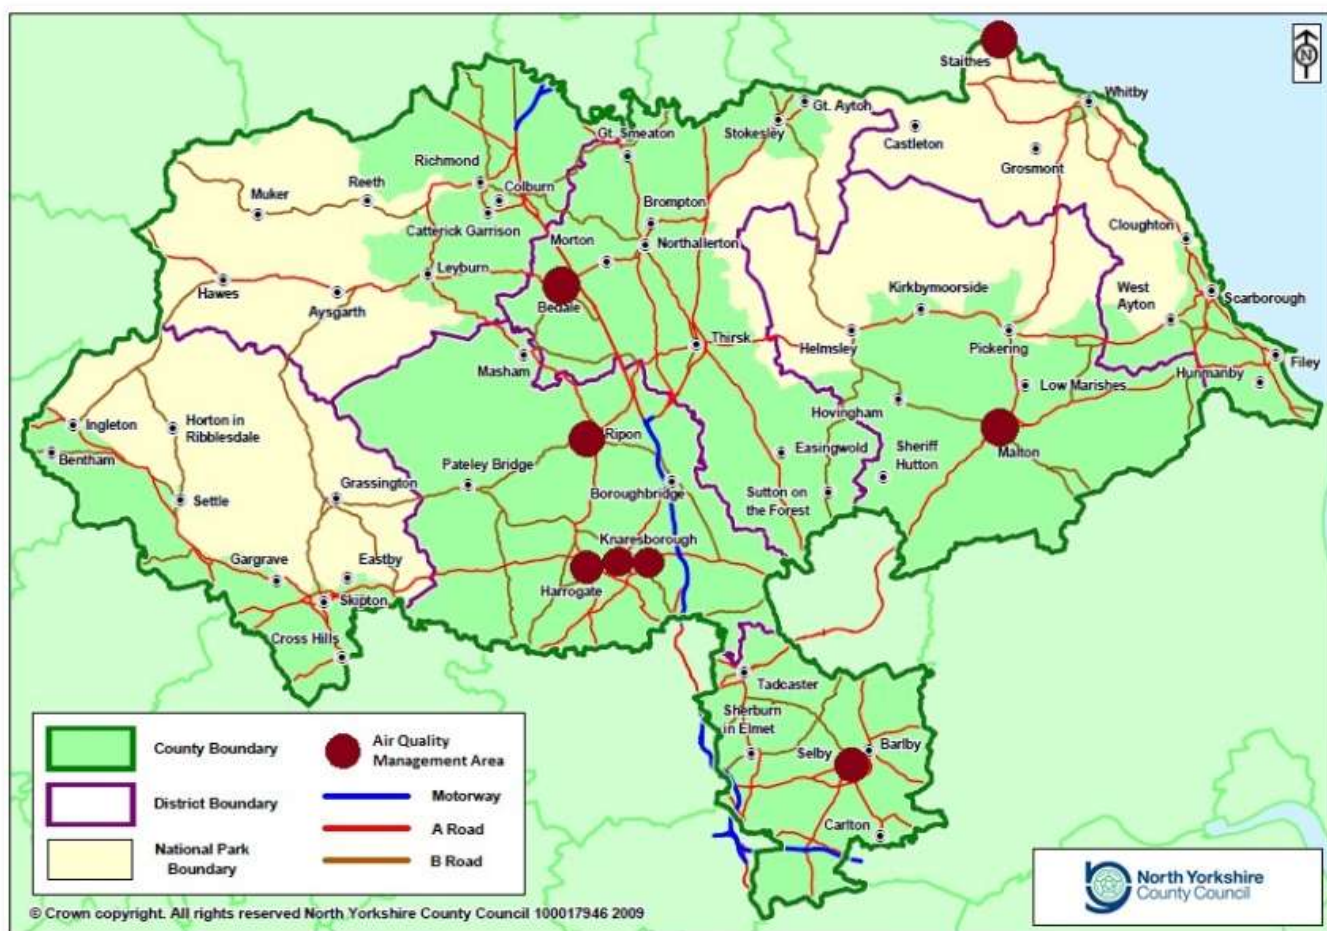 Staithes
N
Whitby
Gt. Aytoh
Stokesley
Castleton
Gt. Smeaton
Grosmont
Richmond
Reeth
Colburn
Muker
Brompton
Catterick Garrison
Morton
Northallerton
Cloughton
Leyburn
Hawes
Aysgarth
Bedale
Kirkbymoorside
West
Ayton
Scarborough
Thirsk
Helmsley
Pickering
Filey
Masham
Low Marishes
Hunmanby
Hovingham
Ingleton
Horton in
Ribblesdale
Ripon
Malton
Bentham
Pateley Bridge
Easingwold
Sheriff
Hutton
Settle
Grassington
Boroughbridge
Sutton on
the Forest
Knaresborough
Gargrave
Eastby
Harrogate
Skipton
Cross Hills
Tadcaster
Sherburn
in Elmet
Selby
Barlby
Carlton
County Boundary
District Boundary
National Park
Boundary
Air Quality
Management Area
Motorway
A Road
B Road
North Yorkshire
County Council
© Crown copyright. All rights reserved North Yorkshire County Council 100017946 2009